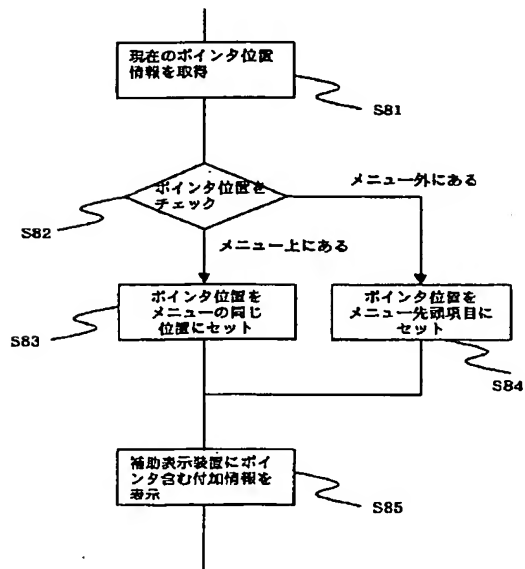 現在のポインタ位置
情報を取得
S81
ポインタ位置を
チェック
メニュー外にある
S82
メニュー上にある
ポインタ位置を
メニューの同じ
位置にセット
ポインタ位置を
メニュー先頭項目に
セット
S83
S84
補助表示装置にポイ
ンタ含む付加情報を
表示
S85